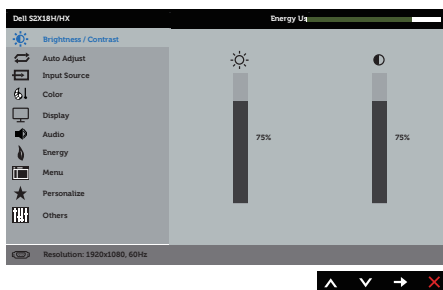 Dell S2X18H/HX
Energy Us
Brightness / Contrast
Auto Adjust
Input Source
Color
Display
Audio
Energy
Menu
Personalize
Others
75%
75%
Resolution: 1920x1080, 60Hz